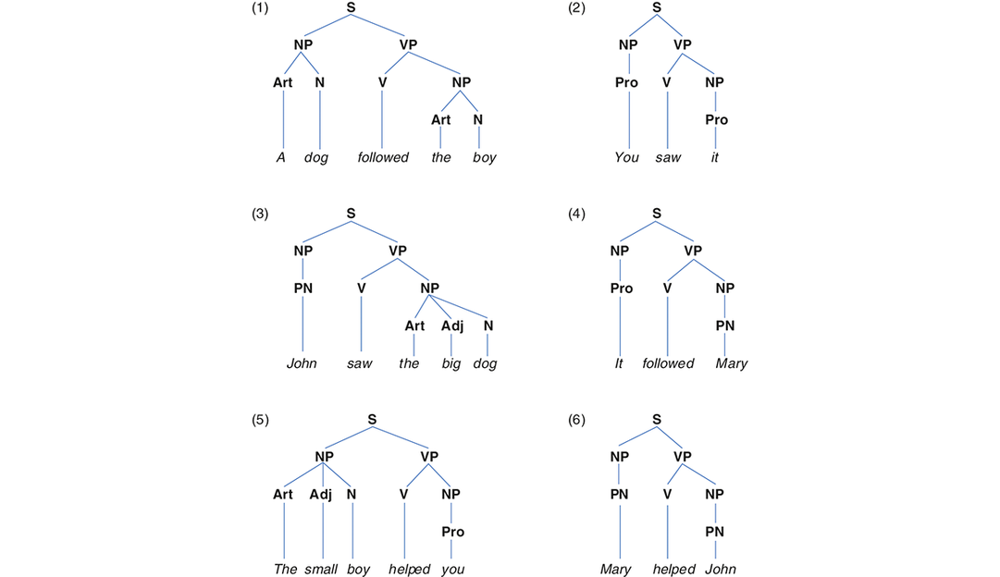 (1) S (2) S
NP VP NP VP
Art N V NP Pro V NP
Art N Pro
A dog followed the boy You saw it
(3) S (4) S
NP VP NP VP
PN V NP Pro V NP
Art Adj N PN
John saw the big dog It followed Mary
(5) S (6) S
NP VP NP VP
Art Adj N V NP PN V NP
Pro PN
The small boy helped you Mary helped John